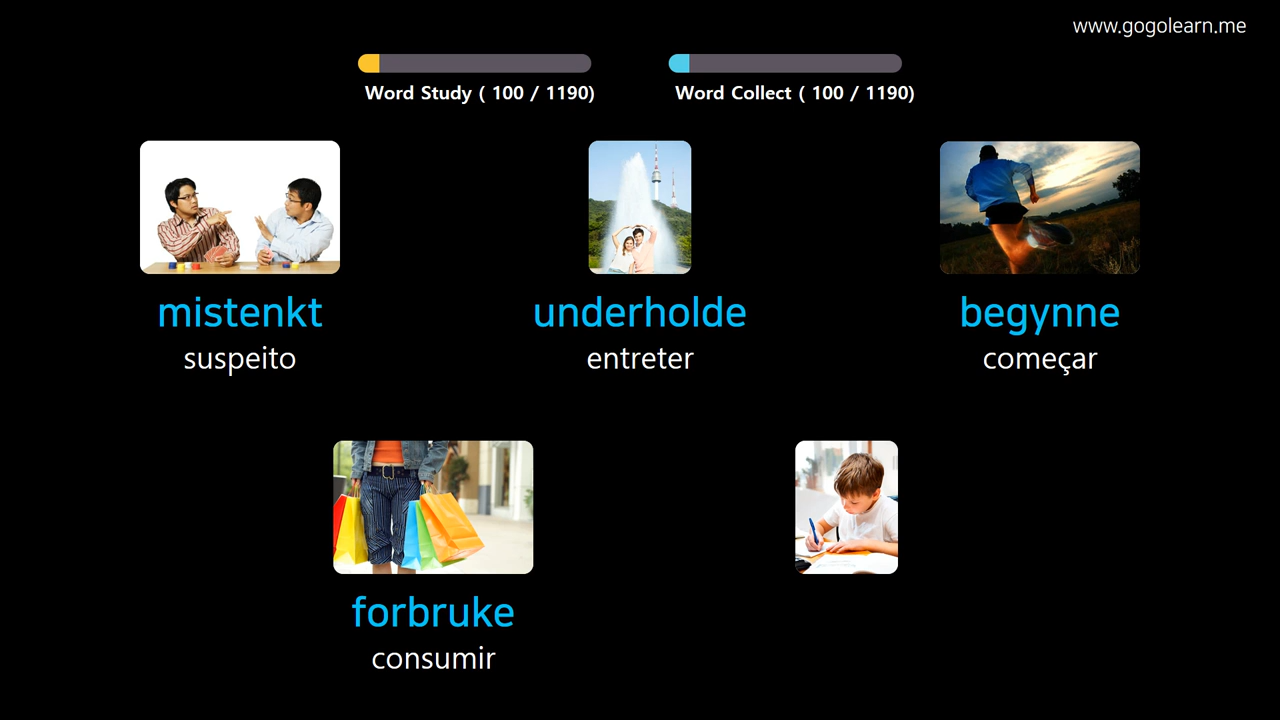 www.gogolearn.me
Word Study ( 100 / 1190)
Word Collect ( 100 / 1190)
mistenkt
suspeito
underholde
entreter
begynne
começar
forbruke
consumir